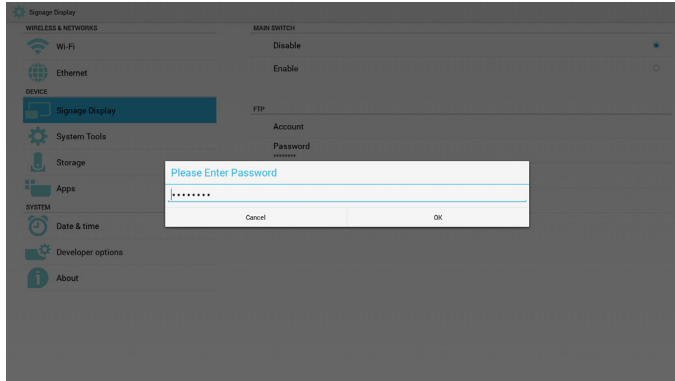 Signage Display
WIRELESS & NETWORKS
Wi-Fi
Ethernet
DEVICE
Signage Display
System Tools
Storage
Apps
SYSTEM
Date & time
Developer options
About
MAIN SWITCH
Disable
Enable
FTP
Account
Password
********
Please Enter Password
••••••••
Cancel
OK